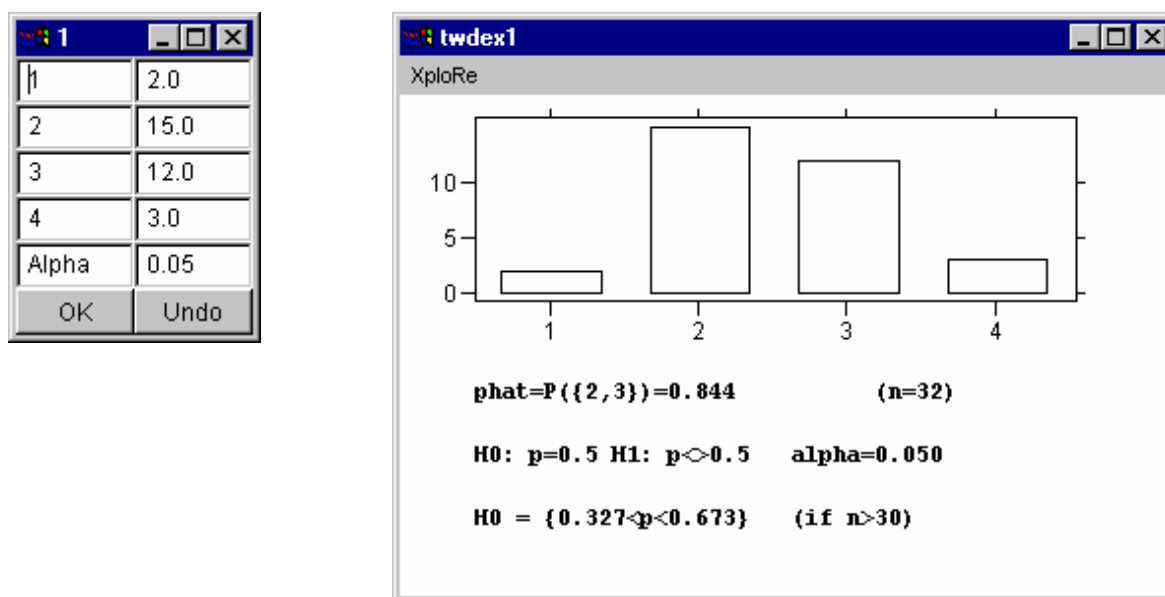 1
1 2.0
2 15.0
3 12.0
4 3.0
Alpha 0.05
OK Undo
twdex1
XploRe
10
5
0
1 2 3 4
phat=P({2,3})=0.844 (n=32)
H0: p=0.5 H1: p<>0.5 alpha=0.050
H0 = {0.327<p<0.673} (if n>30)